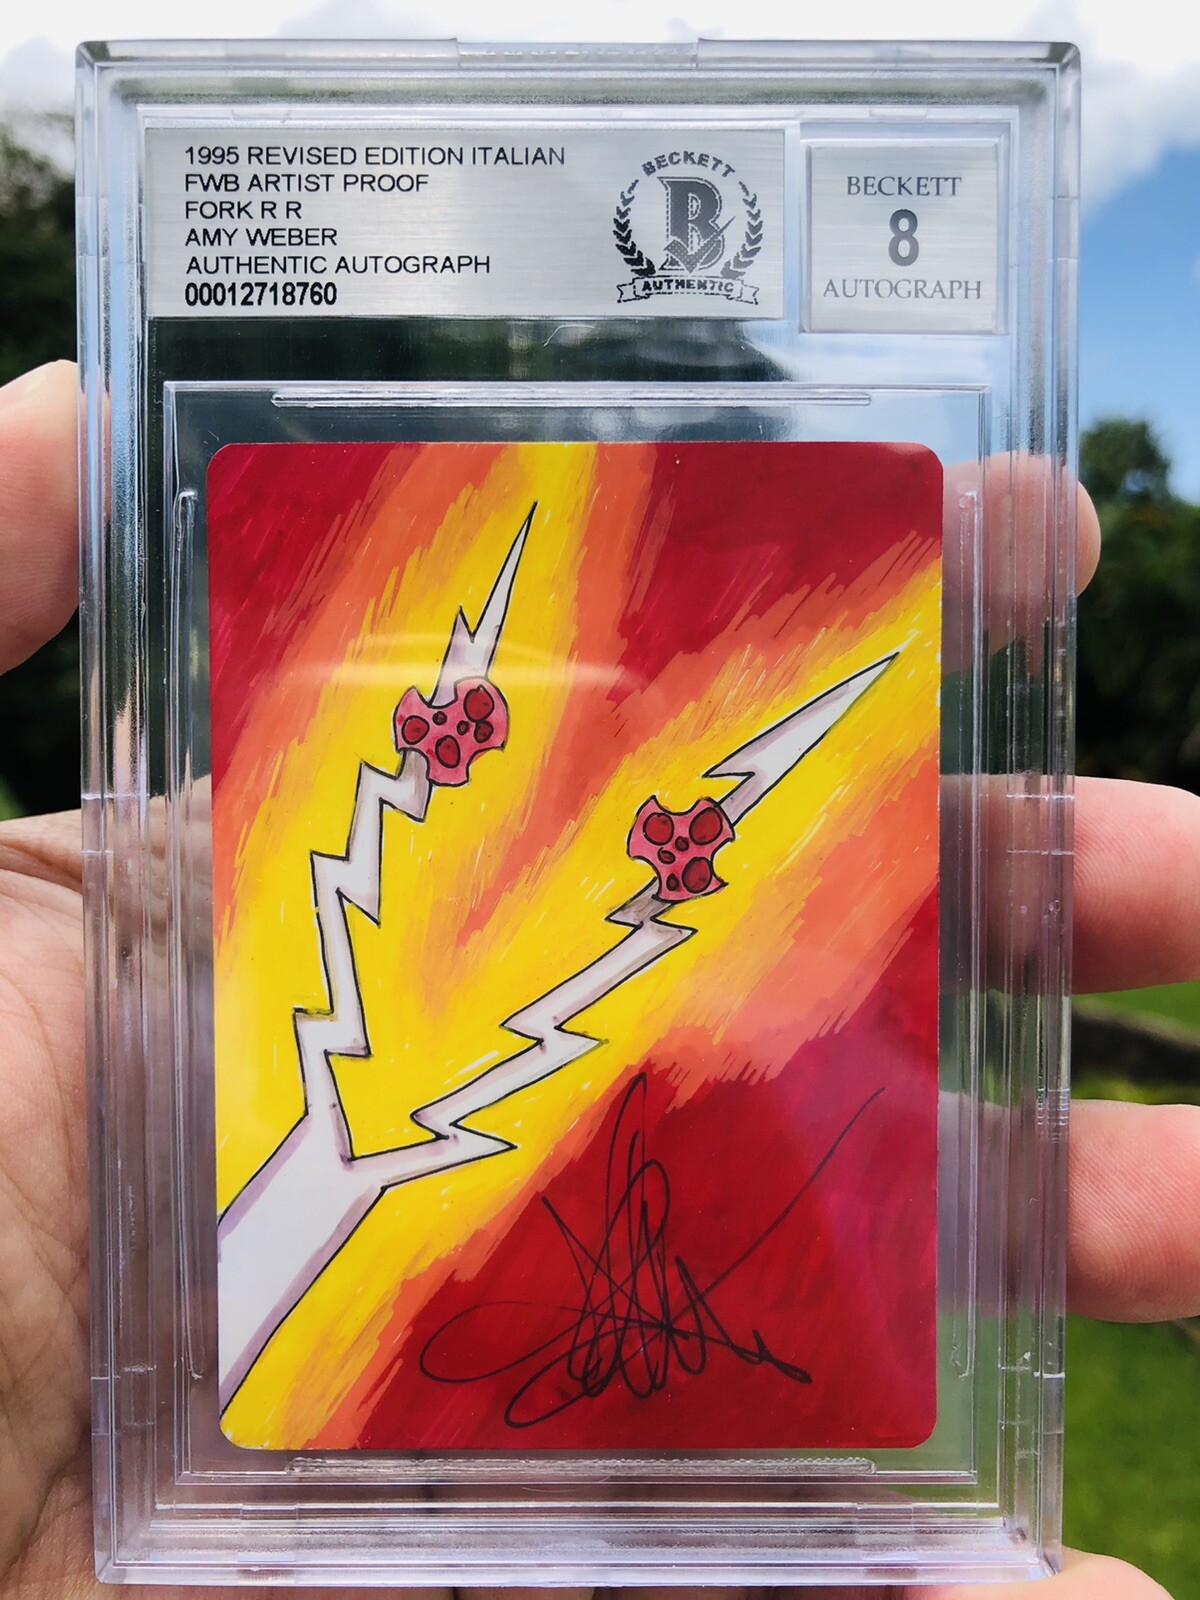 1995 REVISED EDITION ITALIAN
FWB ARTIST PROOF
FORK R R
AMY WEBER
AUTHENTIC AUTOGRAPH
00012718760
BECKETT
B
AUTHENTIC
BECKETT
8
AUTOGRAPH